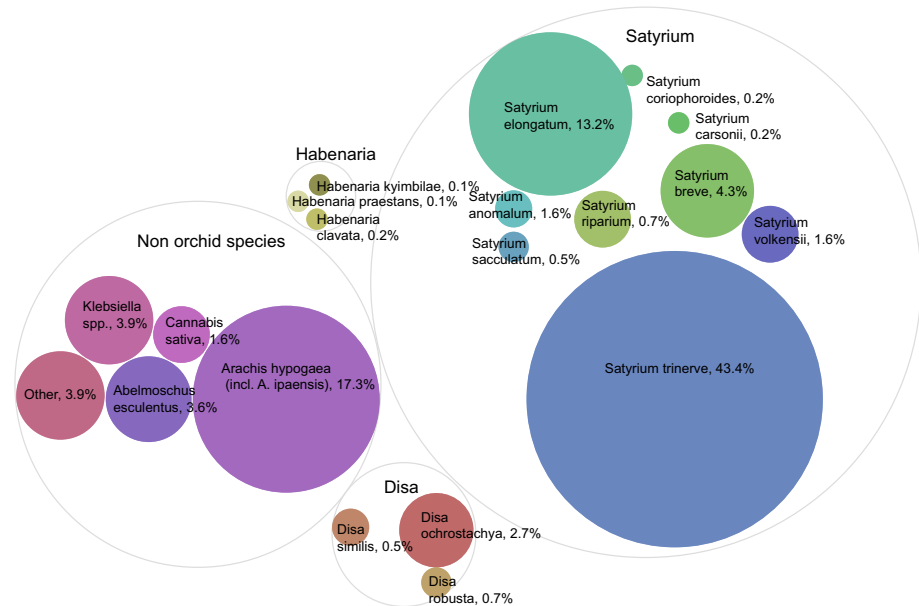 Satyrium
Satyrium
elongatum, 13.2%
Satyrium
coriophoroides, 0.2%
Satyrium
carsonii, 0.2%
Habenaria
Habenaria kyimbilae, 0.1%
Habenaria praestans, 0.1%
Habenaria
clavata, 0.2%
Satyrium
breve, 4.3%
Satyrium
anomalum, 1.6%
Satyrium
riparium, 0.7%
Satyrium
volkensii, 1.6%
Satyrium
sacculatum, 0.5%
Non orchid species
Klebsiella
spp., 3.9%
Cannabis
sativa, 1.6%
Arachis hypogaea
(incl. A. ipaensis), 17.3%
Other, 3.9%
Abelmoschus
esculentus, 3.6%
Satyrium trinerve, 43.4%
Disa
Disa
similis, 0.5%
Disa
ochrostachya, 2.7%
Disa
robusta, 0.7%